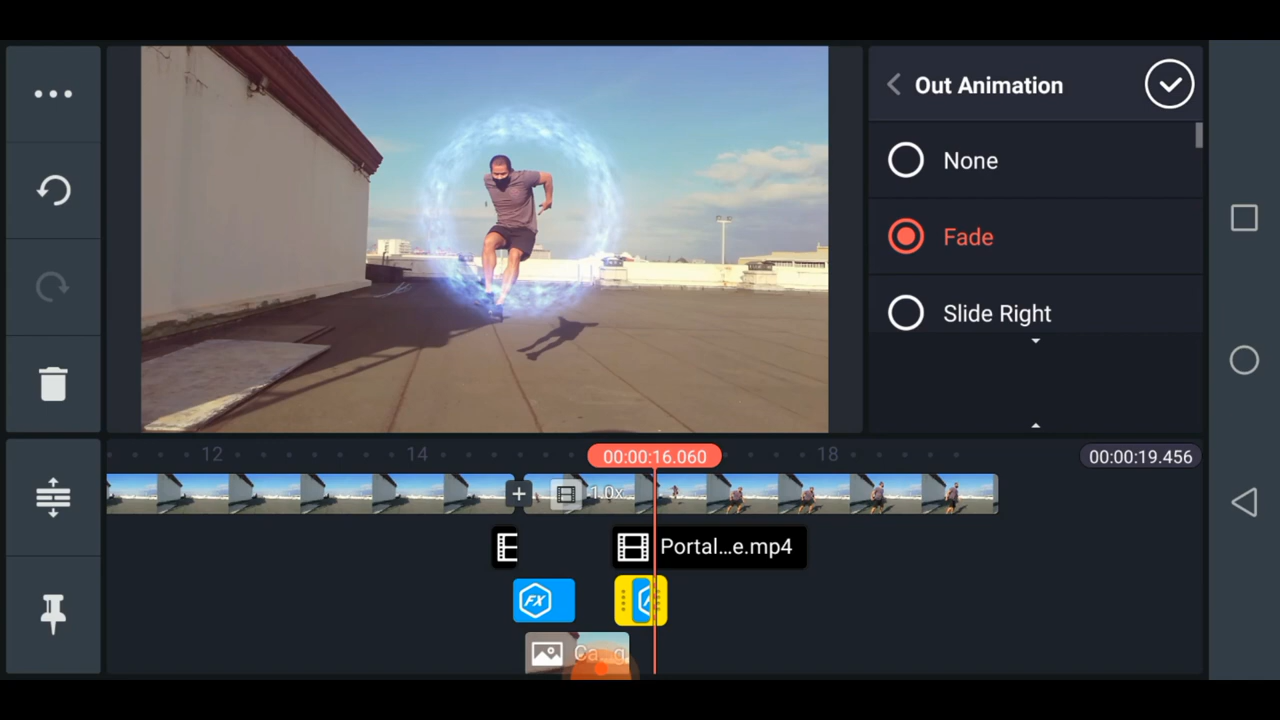 Out Animation
None
Fade
Slide Right
12
14
00:00:16.060
18
00:00:19.456
1.0x
Portal...e.mp4
FX
Ca...g